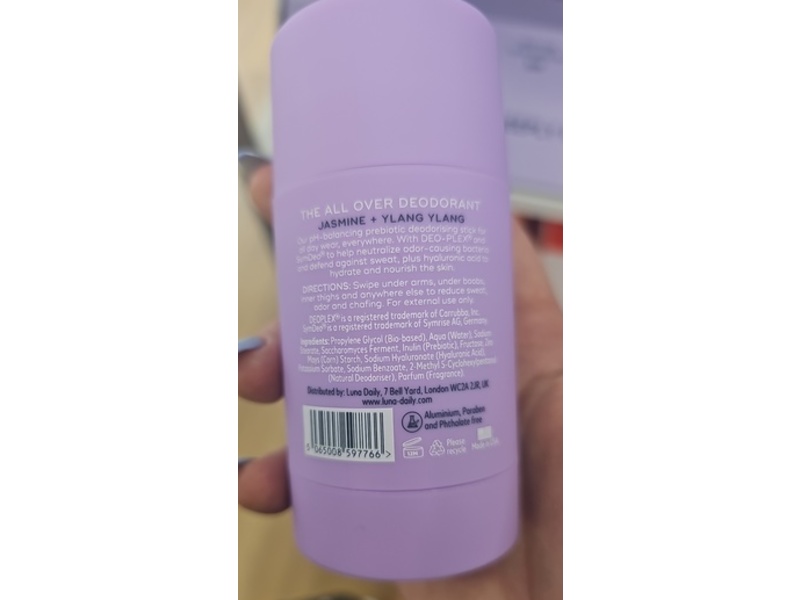 THE ALL OVER DEODORANT
JASMINE + YLANG YLANG
Our pH-balancing prebiotic deodorising stick for
all day wear, everywhere. With DEO-PLEX® and
SymDeo® to help neutralize odor-causing bacteria
and defend against sweat, plus hyaluronic acid to
hydrate and nourish the skin.
DIRECTIONS: Swipe under arms, under boobs,
inner thighs and anywhere else to reduce sweat,
odor and chafing. For external use only.
DEOPLEX® is a registered trademark of Carrubba, Inc.
SymDeo® is a registered trademark of Symrise AG, Germany.
Ingredients: Propylene Glycol (Bio-based), Aqua (Water), Sodium
Stearate, Saccharomyces Ferment, Inulin (Prebiotic), Fructose, Zea
Mays (Corn) Starch, Sodium Hyaluronate (Hyaluronic Acid),
Potassium Sorbate, Sodium Benzoate, 2-Methyl 5-Cyclohexylpentanol
(Natural Deodoriser), Parfum (Fragrance).
Distributed by: Luna Daily, 7 Bell Yard, London WC2A 2JR, UK
www.luna-daily.com
Aluminium, Paraben
and Phthalate free
5 065008 597766 >
12M
Please
recycle
Made in